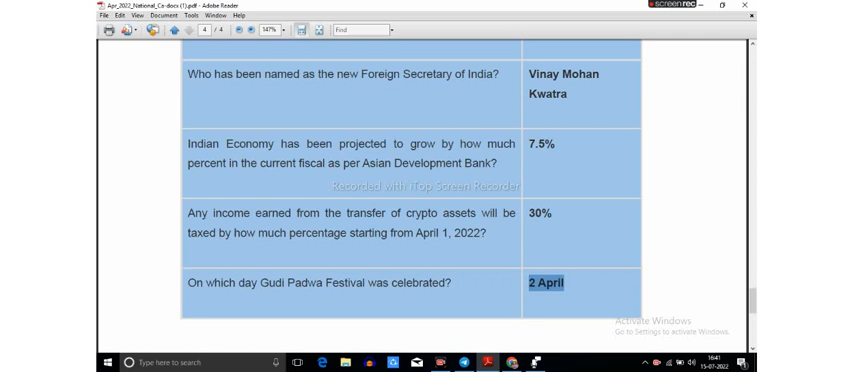 Apr_2022_National_Ca-docx (1).pdf - Adobe Reader
screenrec
File Edit View Document Tools Window Help
4 / 4 147% Find
Who has been named as the new Foreign Secretary of India? Vinay Mohan
Kwatra
Indian Economy has been projected to grow by how much 7.5%
percent in the current fiscal as per Asian Development Bank?
Recorded with iTop Screen Recorder
Any income earned from the transfer of crypto assets will be 30%
taxed by how much percentage starting from April 1, 2022?
On which day Gudi Padwa Festival was celebrated? 2 April
Activate Windows
Go to Settings to activate Windows.
Type here to search
16:41
15-07-2022